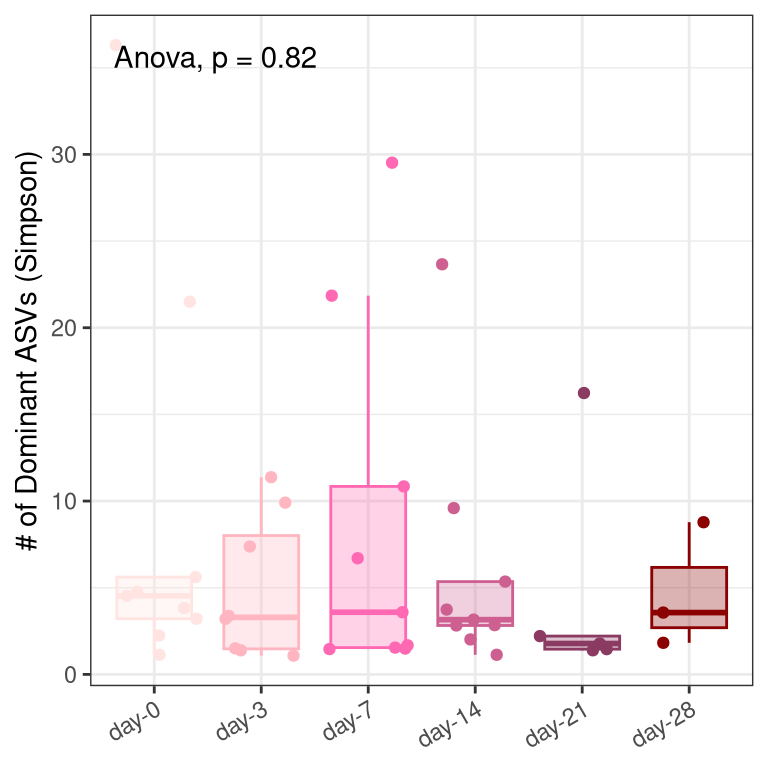 Anova, p = 0.82
# of Dominant ASVs (Simpson)
30
20
10
0
day-0
day-3
day-7
day-14
day-21
day-28